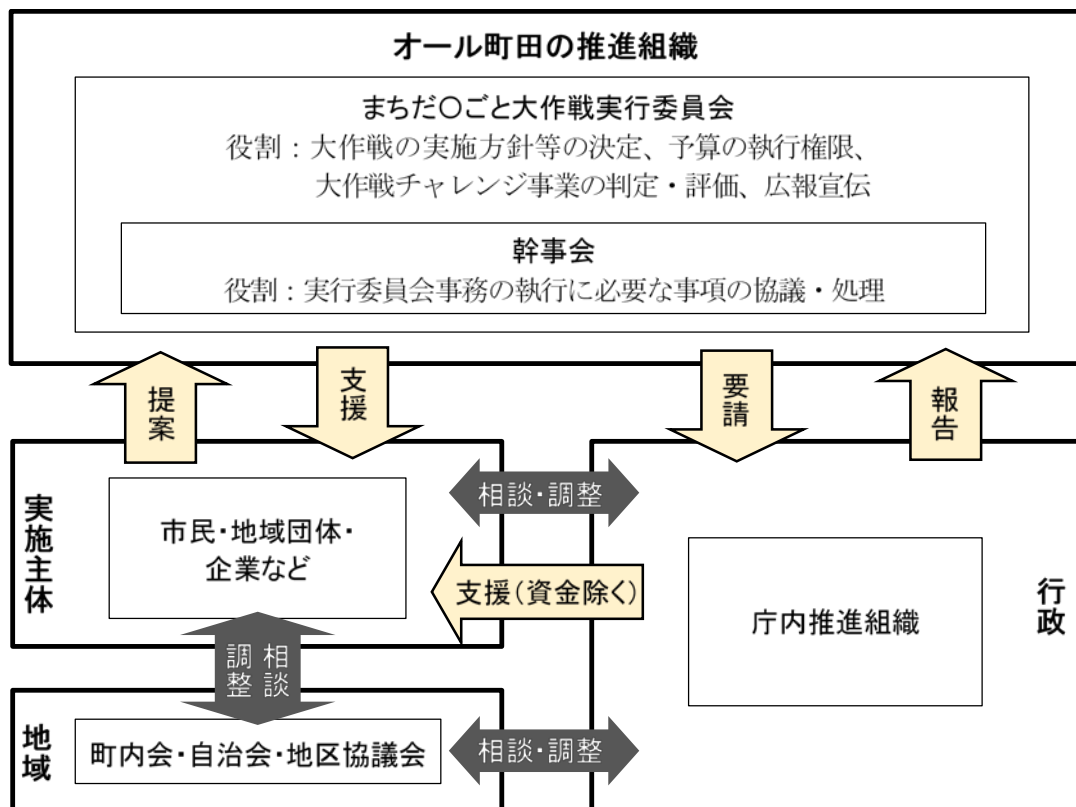 オール町田の推進組織
まちだ〇ごと大作戦実行委員会
役割：大作戦の実施方針等の決定、予算の執行権限、
大作戦チャレンジ事業の判定・評価、広報宣伝
幹事会
役割：実行委員会事務の執行に必要な事項の協議・処理
提案
支援
要請
報告
実施主体
市民・地域団体・
企業など
相談・調整
支援（資金除く）
行政
庁内推進組織
相談
調整
地域
町内会・自治会・地区協議会
相談・調整